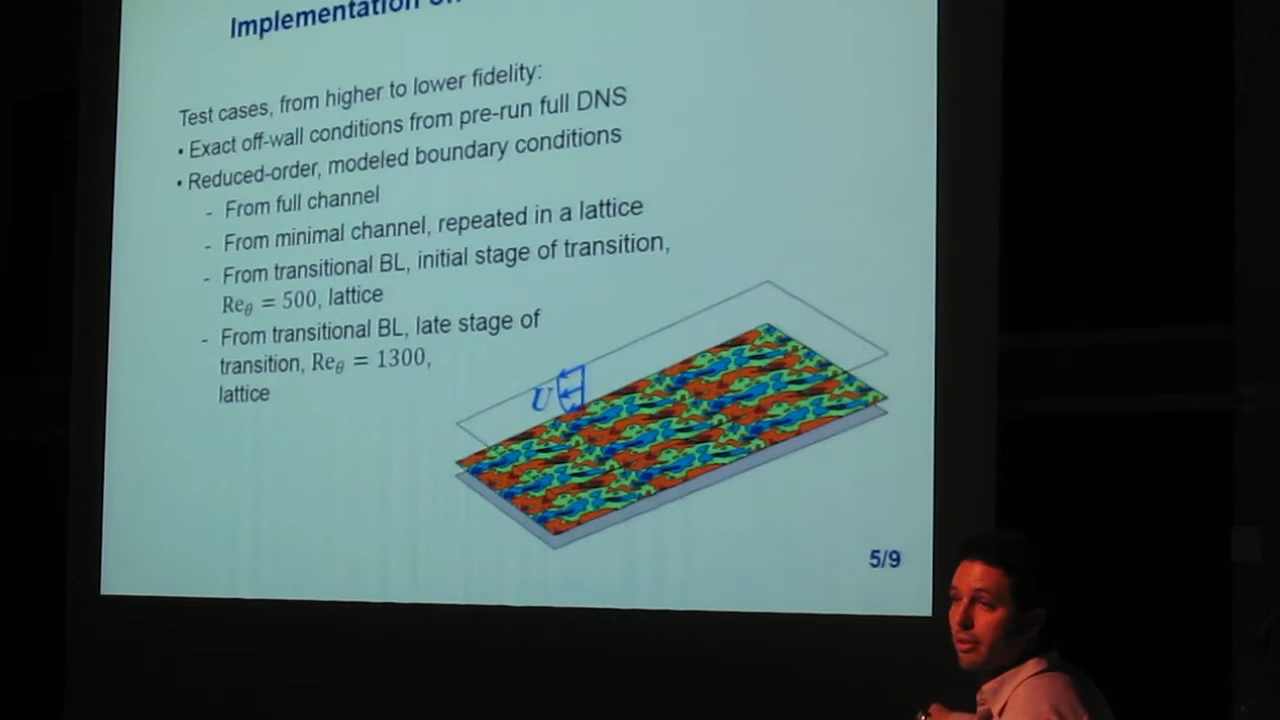 Implementation
Test cases, from higher to lower fidelity:
• Exact off-wall conditions from pre-run full DNS
• Reduced-order, modeled boundary conditions
- From full channel
- From minimal channel, repeated in a lattice
- From transitional BL, initial stage of transition,
Reθ = 500, lattice
- From transitional BL, late stage of
transition, Reθ = 1300,
lattice
U
5/9